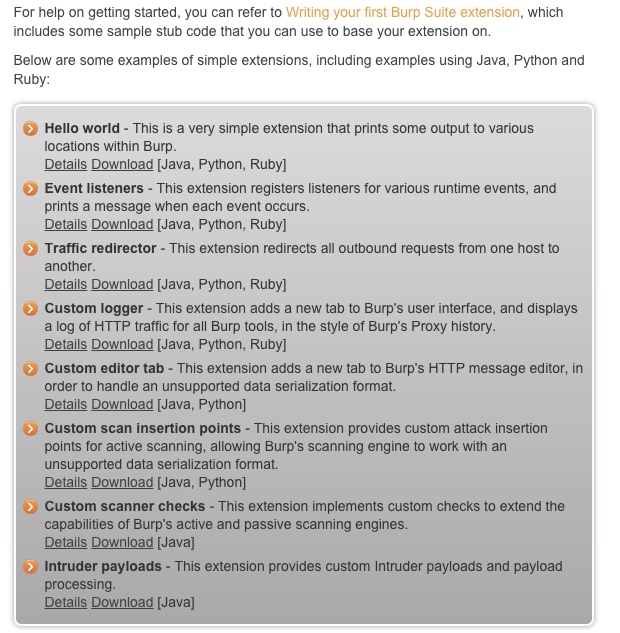 For help on getting started, you can refer to Writing your first Burp Suite extension, which
includes some sample stub code that you can use to base your extension on.
Below are some examples of simple extensions, including examples using Java, Python and
Ruby:
Hello world - This is a very simple extension that prints some output to various
locations within Burp.
Details Download [Java, Python, Ruby]
Event listeners - This extension registers listeners for various runtime events, and
prints a message when each event occurs.
Details Download [Java, Python, Ruby]
Traffic redirector - This extension redirects all outbound requests from one host to
another.
Details Download [Java, Python, Ruby]
Custom logger - This extension adds a new tab to Burp's user interface, and displays
a log of HTTP traffic for all Burp tools, in the style of Burp's Proxy history.
Details Download [Java, Python, Ruby]
Custom editor tab - This extension adds a new tab to Burp's HTTP message editor, in
order to handle an unsupported data serialization format.
Details Download [Java, Python]
Custom scan insertion points - This extension provides custom attack insertion
points for active scanning, allowing Burp's scanning engine to work with an
unsupported data serialization format.
Details Download [Java, Python]
Custom scanner checks - This extension implements custom checks to extend the
capabilities of Burp's active and passive scanning engines.
Details Download [Java]
Intruder payloads - This extension provides custom Intruder payloads and payload
processing.
Details Download [Java]